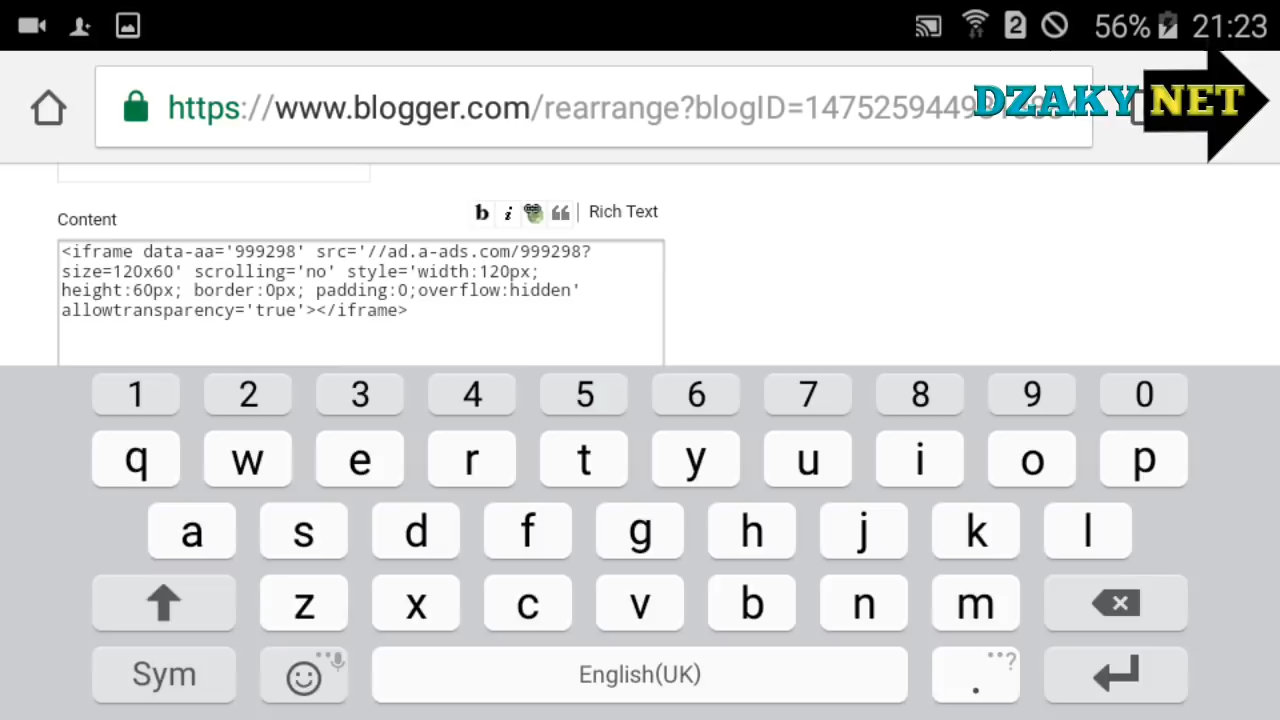 2 56% 21:23
https://www.blogger.com/rearrange?blogID=147525944
DZAKY NET
Content
b i Rich Text
<iframe data-aa='999298' src='//ad.a-ads.com/999298?
size=120x60' scrolling='no' style='width:120px;
height:60px; border:0px; padding:0;overflow:hidden'
allowtransparency='true'></iframe>
1 2 3 4 5 6 7 8 9 0
q w e r t y u i o p
a s d f g h j k l
z x c v b n m
Sym English(UK) . ?